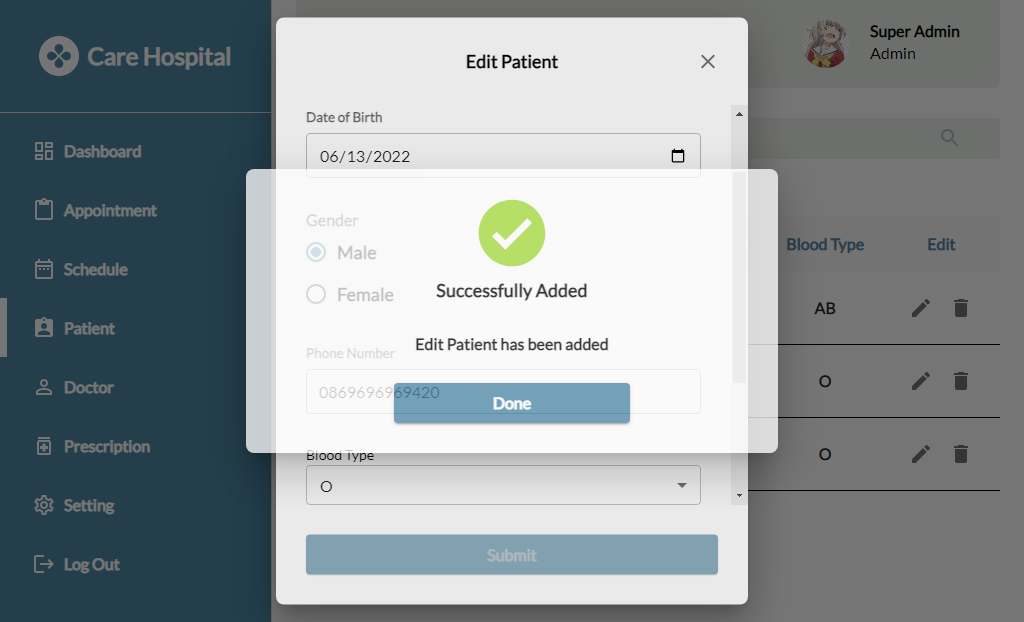 Care Hospital
Dashboard
Appointment
Schedule
Patient
Doctor
Prescription
Setting
Log Out
Super Admin
Admin
Edit Patient
Date of Birth
06/13/2022
Gender
Male
Female
Phone Number
0869696969420
Blood Type
O
Submit
Successfully Added
Edit Patient has been added
Done
Blood Type Edit
AB
O
O